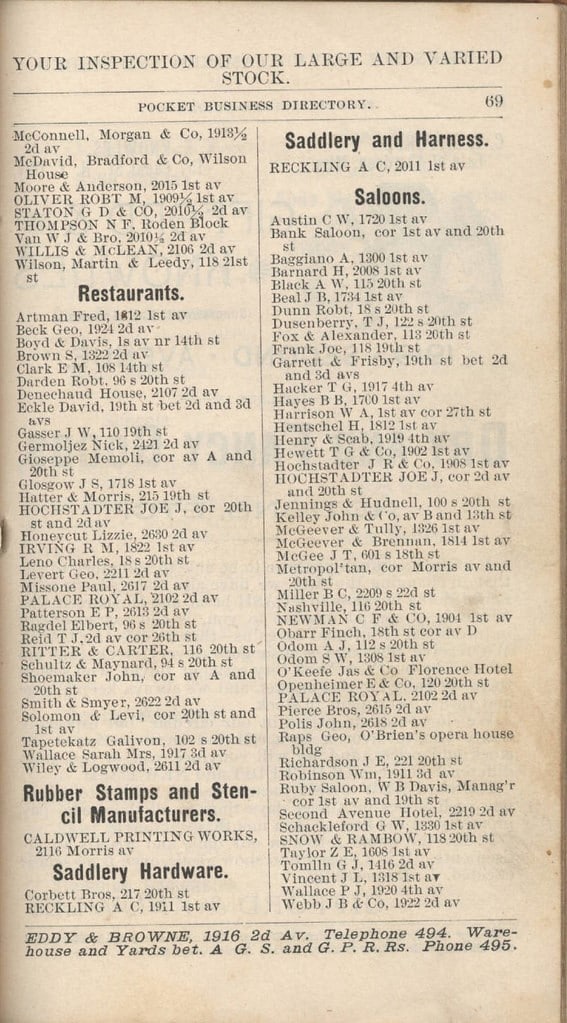 YOUR INSPECTION OF OUR LARGE AND VARIED
STOCK.
POCKET BUSINESS DIRECTORY. 69
McConnell, Morgan & Co, 1913½
2d av
McDavid, Bradford & Co, Wilson
House
Moore & Anderson, 2015 1st av
OLIVER ROBT M, 1909½ 1st av
STATON G D & CO, 2010½ 2d av
THOMPSON N F, Roden Block
Van W J & Bro, 2010½ 2d av
WILLIS & McLEAN, 2106 2d av
Wilson, Martin & Leedy, 118 21st
st
Restaurants.
Artman Fred, 1812 1st av
Beck Geo, 1924 2d av
Boyd & Davis, 1s av nr 14th st
Brown S, 1322 2d av
Clark E M, 108 14th st
Darden Robt, 96 s 20th st
Denechaud House, 2107 2d av
Eckle David, 19th st bet 2d and 3d
avs
Gasser J W, 110 19th st
Germoljez Nick, 2421 2d av
Gioseppe Memoli, cor av A and
20th st
Glosgow J S, 1718 1st av
Hatter & Morris, 215 19th st
HOCHSTADTER JOE J, cor 20th
st and 2d av
Honeycut Lizzie, 2630 2d av
IRVING R M, 1822 1st av
Leno Charles, 18 s 20th st
Levert Geo, 2211 2d av
Missone Paul, 2617 2d av
PALACE ROYAL, 2102 2d av
Patterson E P, 2613 2d av
Ragdel Elbert, 96 s 20th st
Reid T J, 2d av cor 26th st
RITTER & CARTER, 116 20th st
Schultz & Maynard, 94 s 20th st
Shoemaker John, cor av A and
20th st
Smith & Smyer, 2622 2d av
Solomon & Levi, cor 20th st and
1st av
Tapetekatz Galivon, 102 s 20th st
Wallace Sarah Mrs, 1917 3d av
Wiley & Logwood, 2611 2d av
Rubber Stamps and Sten-
cil Manufacturers.
CALDWELL PRINTING WORKS,
2116 Morris av
Saddlery Hardware.
Corbett Bros, 217 20th st
RECKLING A C, 1911 1st av
Saddlery and Harness.
RECKLING A C, 2011 1st av
Saloons.
Austin C W, 1720 1st av
Bank Saloon, cor 1st av and 20th
st
Baggiano A, 1300 1st av
Barnard H, 2008 1st av
Black A W, 115 20th st
Beal J B, 1734 1st av
Dunn Robt, 18 s 20th st
Dusenberry, T J, 122 s 20th st
Fox & Alexander, 113 20th st
Frank Joe, 118 19th st
Garrett & Frisby, 19th st bet 2d
and 3d avs
Hacker T G, 1917 4th av
Hayes B B, 1700 1st av
Harrison W A, 1st av cor 27th st
Hentschel H, 1812 1st av
Henry & Scab, 1919 4th av
Hewett T G & Co, 1902 1st av
Hochstadter J R & Co, 1908 1st av
HOCHSTADTER JOE J, cor 2d av
and 20th st
Jennings & Hudnell, 100 s 20th st
Kelley John & Co, av B and 13th st
McGeever & Tully, 1326 1st av
McGeever & Brennan, 1814 1st av
McGee J T, 601 s 18th st
Metropol'tan, cor Morris av and
20th st
Miller B C, 2209 s 22d st
Nashville, 116 20th st
NEWMAN C F & CO, 1904 1st av
Obarr Finch, 18th st cor av D
Odom A J, 112 s 20th st
Odom S W, 1308 1st av
O'Keefe Jas & Co Florence Hotel
Openheimer E & Co, 120 20th st
PALACE ROYAL, 2102 2d av
Pierce Bros, 2615 2d av
Polis John, 2618 2d av
Raps Geo, O'Brien's opera house
bldg
Richardson J E, 221 20th st
Robinson Wm, 1911 3d av
Ruby Saloon, W B Davis, Manag'r
cor 1st av and 19th st
Second Avenue Hotel, 2219 2d av
Schackleford G W, 1330 1st av
SNOW & RAMBOW, 118 20th st
Taylor Z E, 1608 1st av
Tomlin G J, 1416 2d av
Vincent J L, 1318 1st av
Wallace P J, 1920 4th av
Webb J B & Co, 1922 2d av
EDDY & BROWNE, 1916 2d Av. Telephone 494. Ware-
house and Yards bet. A G. S. and G. P. R. Rs. Phone 495.